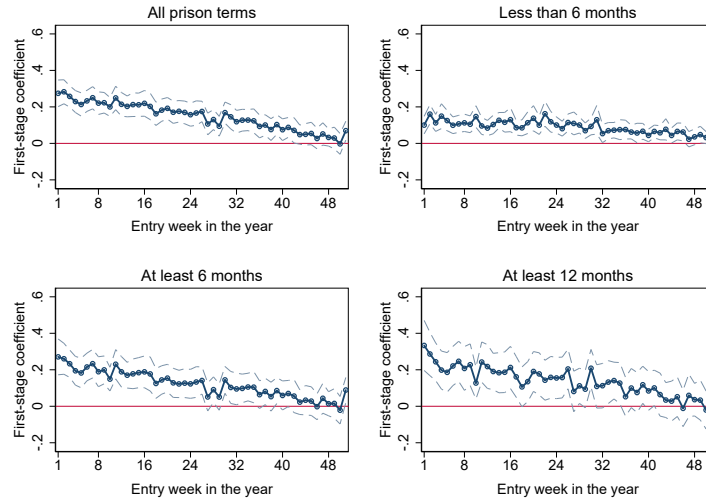 All prison terms
First-stage coefficient
-.2 0 .2 .4 .6
1 8 16 24 32 40 48
Entry week in the year
Less than 6 months
First-stage coefficient
-.2 0 .2 .4 .6
1 8 16 24 32 40 48
Entry week in the year
At least 6 months
First-stage coefficient
-.2 0 .2 .4 .6
1 8 16 24 32 40 48
Entry week in the year
At least 12 months
First-stage coefficient
-.2 0 .2 .4 .6
1 8 16 24 32 40 48
Entry week in the year